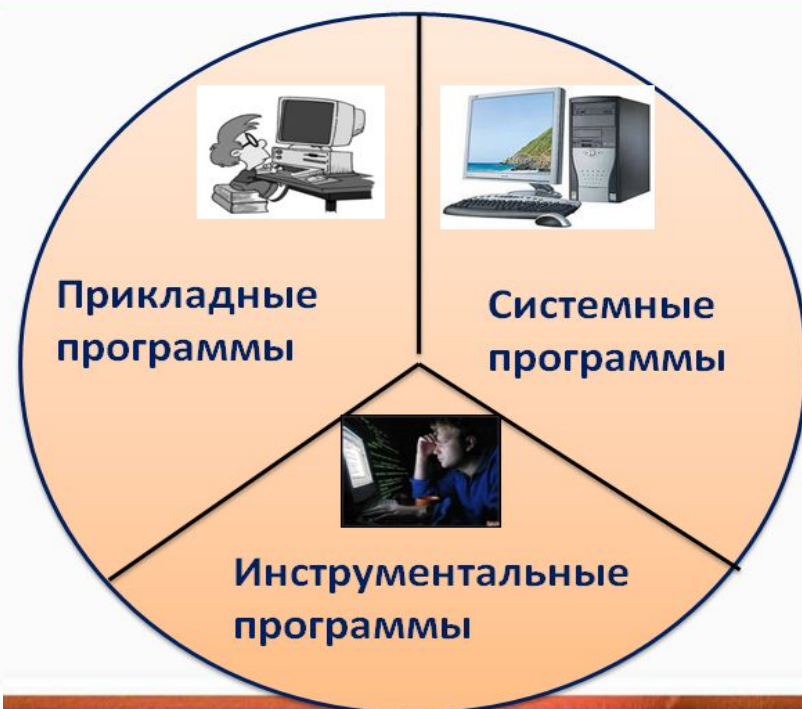 Прикладные
программы
Системные
программы
Инструментальные
программы